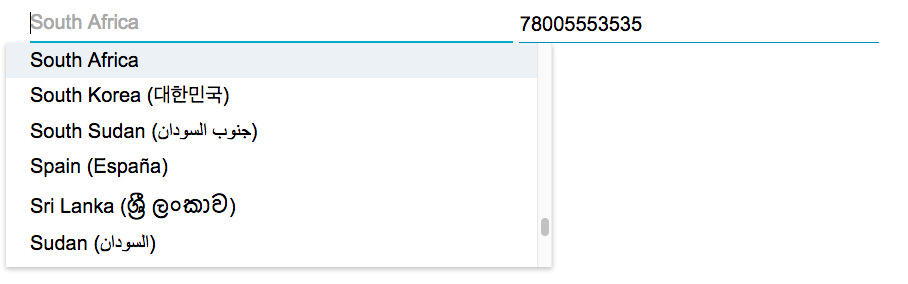 South Africa
78005553535
South Africa
South Korea (대한민국)
South Sudan (جنوب السودان)
Spain (España)
Sri Lanka (ශ්‍රී ලංකාව)
Sudan (السودان)